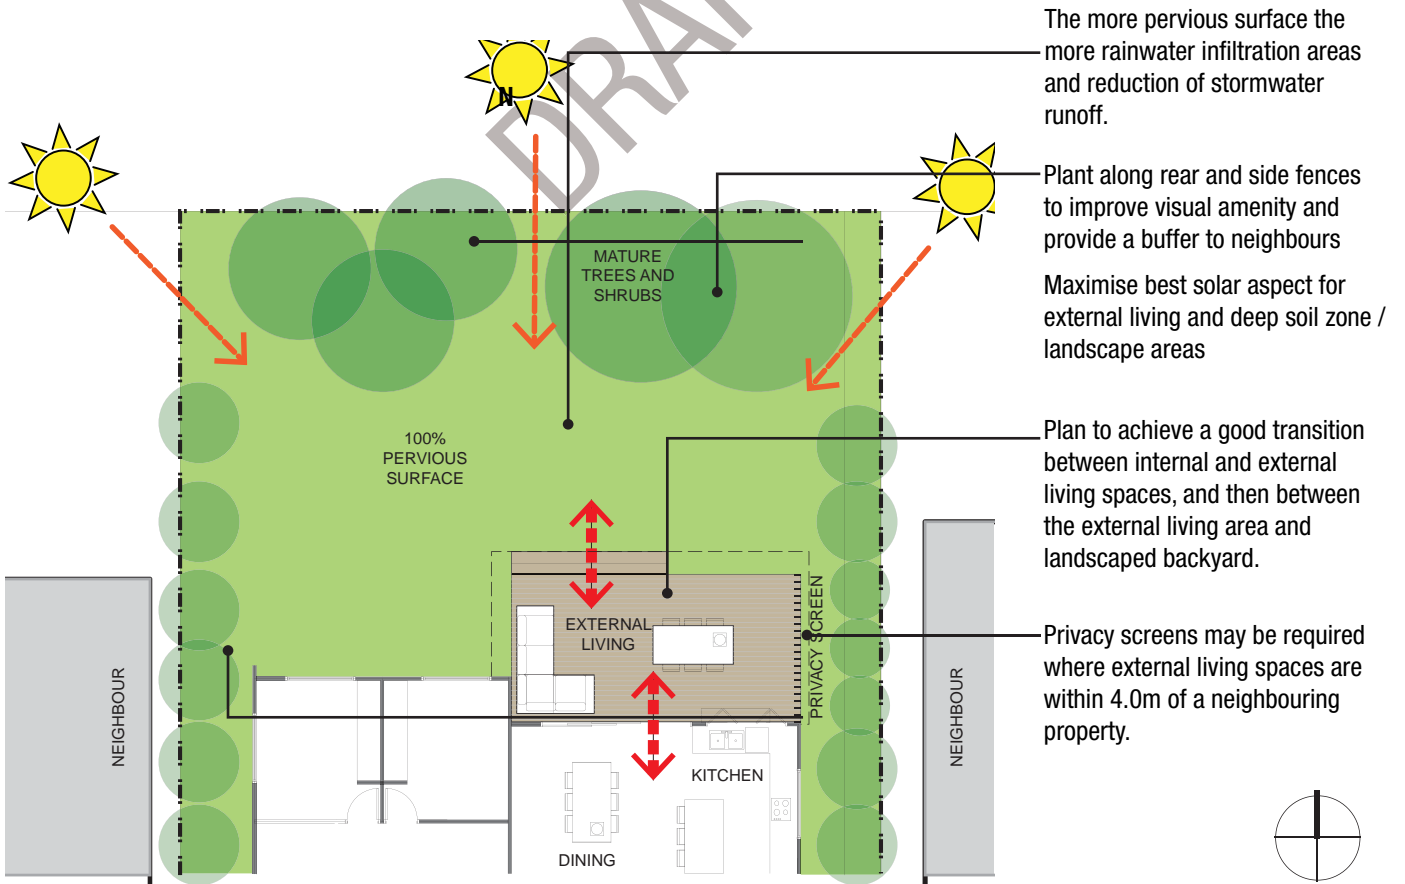 DRAF
N
The more pervious surface the
more rainwater infiltration areas
and reduction of stormwater
runoff.
Plant along rear and side fences
to improve visual amenity and
provide a buffer to neighbours
Maximise best solar aspect for
external living and deep soil zone /
landscape areas
MATURE
TREES AND
SHRUBS
100%
PERVIOUS
SURFACE
Plan to achieve a good transition
between internal and external
living spaces, and then between
the external living area and
landscaped backyard.
EXTERNAL
LIVING
PRIVACY SCREEN
Privacy screens may be required
where external living spaces are
within 4.0m of a neighbouring
property.
NEIGHBOUR
NEIGHBOUR
KITCHEN
DINING